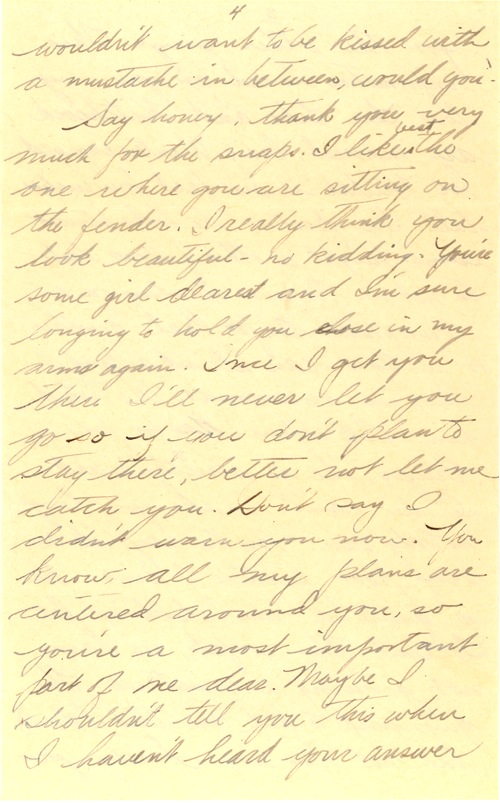 4
wouldn't want to be kissed with
a mustache in between, would you.
Say honey, thank you very
much for the snaps. I like best the
one where you are sitting on
the fender. I really think you
look beautiful - no kidding. You're
some girl dearest and I'm sure
longing to hold you close in my
arms again. Once I get you
there I'll never let you
go so if you don't plan to
stay there, better not let me
catch you. Don't say I
didn't warn you now. You
know, all my plans are
centered around you, so
you're a most important
part of me dear. Maybe I
shouldn't tell you this when
I haven't heard your answer